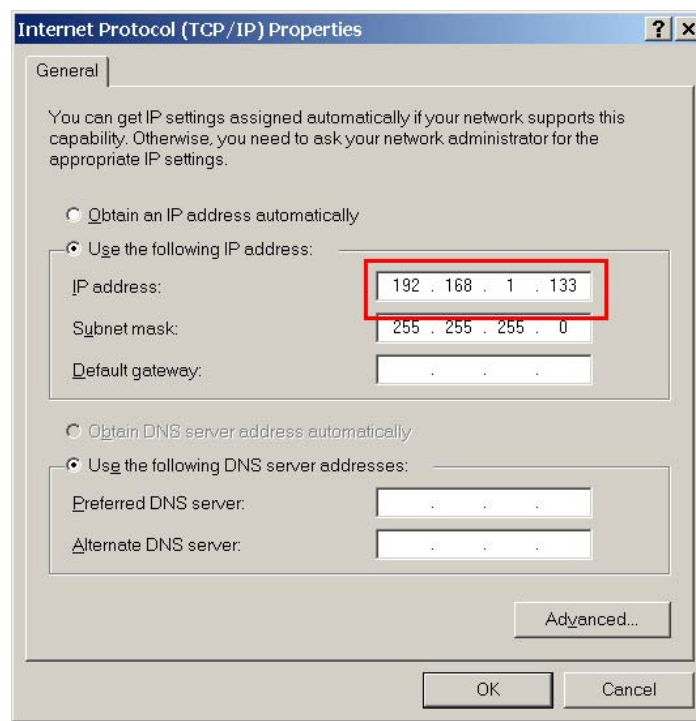 Internet Protocol (TCP/IP) Properties
General
You can get IP settings assigned automatically if your network supports this
capability. Otherwise, you need to ask your network administrator for the
appropriate IP settings.
Obtain an IP address automatically
Use the following IP address:
IP address: 192 . 168 . 1 . 133
Subnet mask: 255 . 255 . 255 . 0
Default gateway: . . .
Obtain DNS server address automatically
Use the following DNS server addresses:
Preferred DNS server: . . .
Alternate DNS server: . . .
Advanced...
OK Cancel